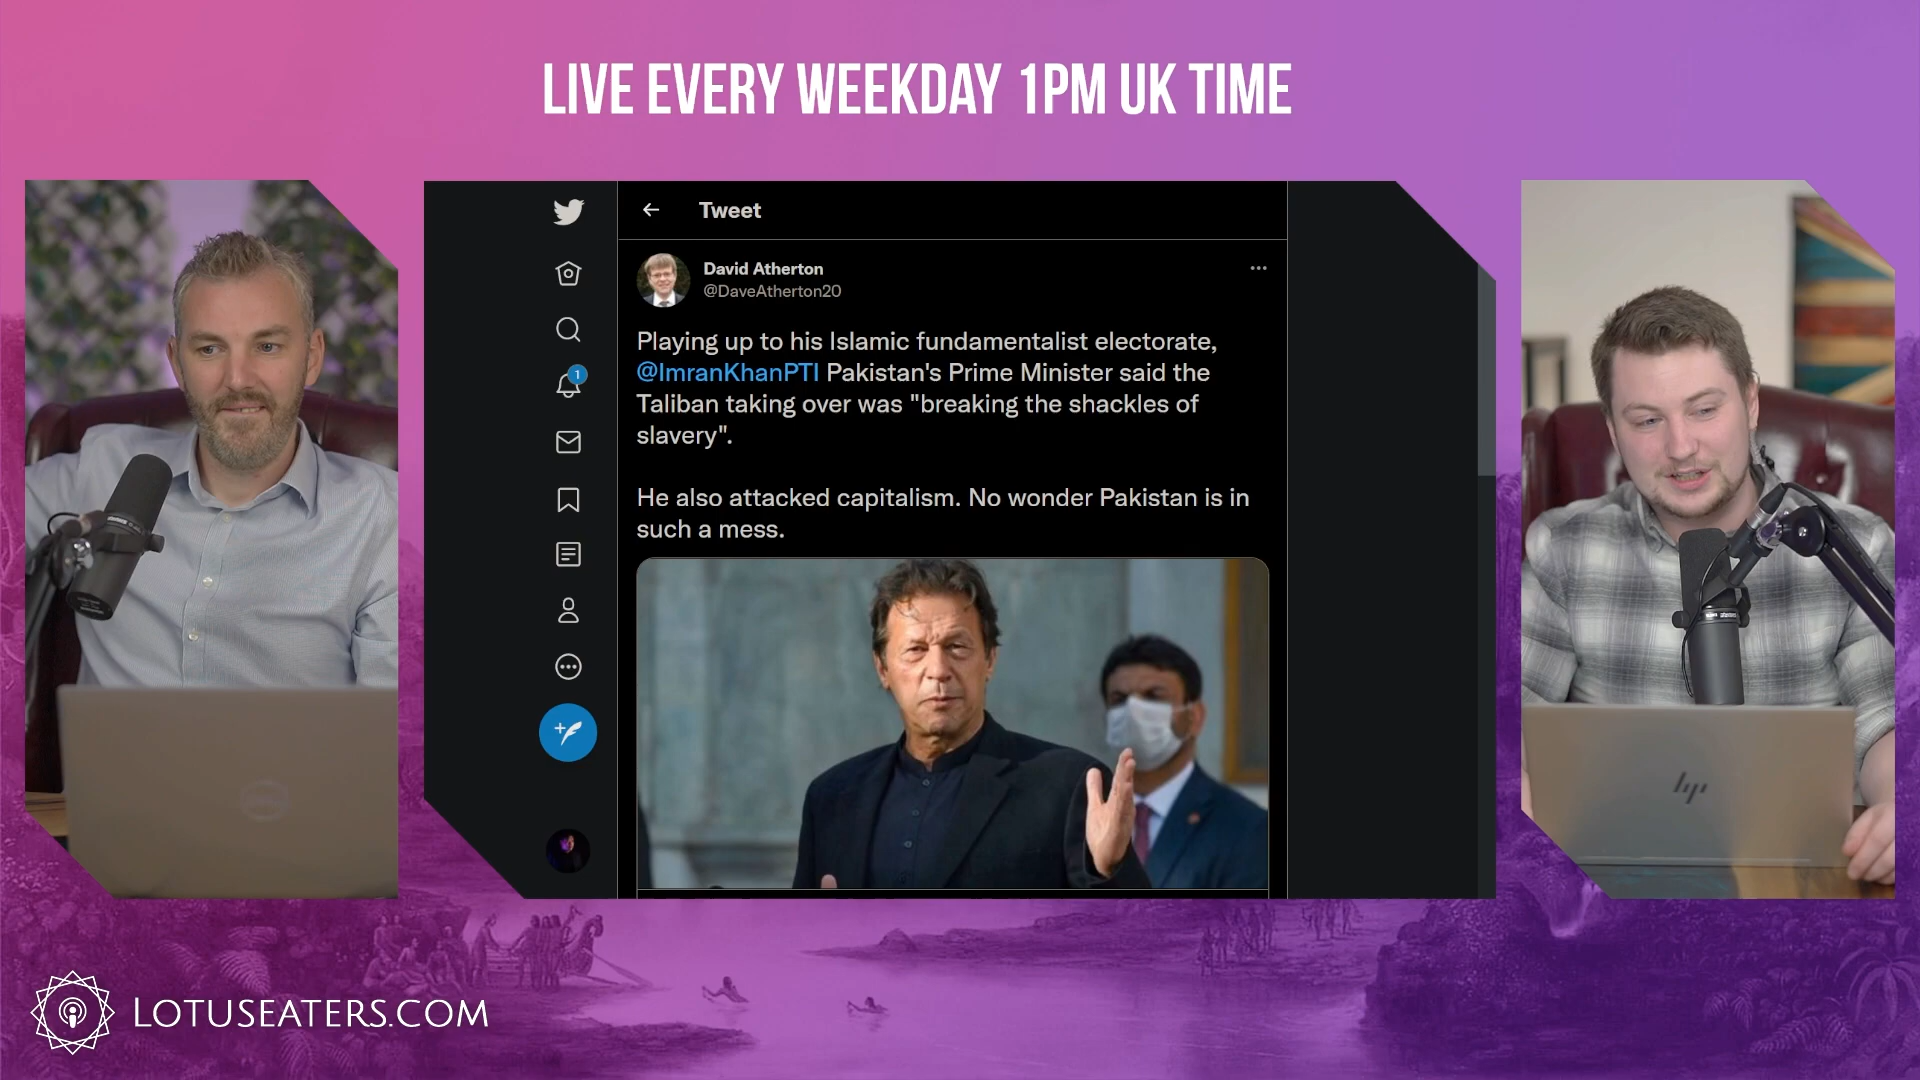 LIVE EVERY WEEKDAY 1PM UK TIME
Tweet
David Atherton
@DaveAtherton20
Playing up to his Islamic fundamentalist electorate,
@ImranKhanPTI Pakistan's Prime Minister said the
Taliban taking over was "breaking the shackles of
slavery".
He also attacked capitalism. No wonder Pakistan is in
such a mess.
1
hp
LOTUSEATERS.COM